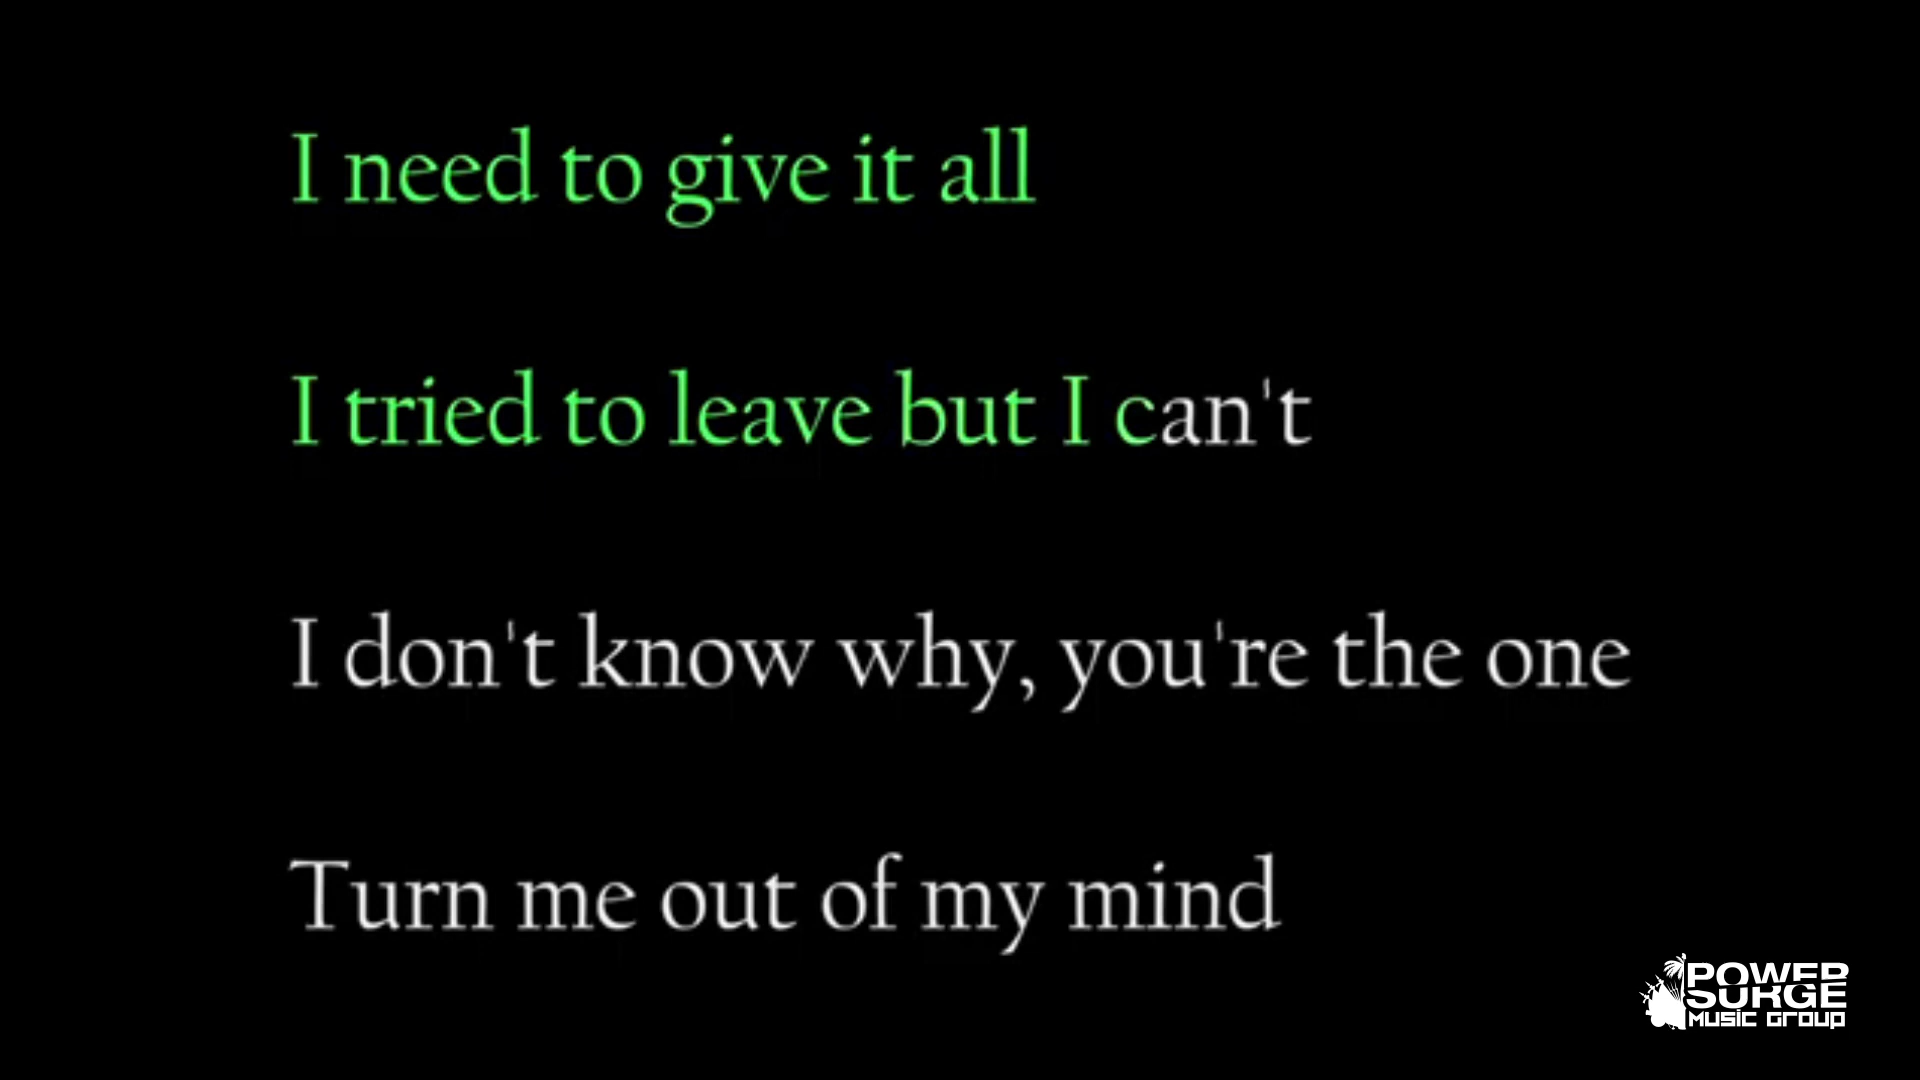 I need to give it all
I tried to leave but I can't
I don't know why, you're the one
Turn me out of my mind
POWER
SURGE
MUSIC GROUP